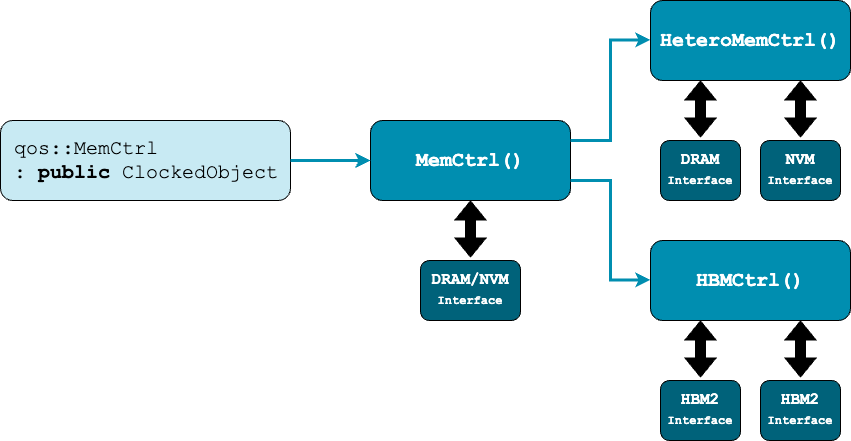 qos::MemCtrl
: public ClockedObject
MemCtrl()
DRAM/NVM
Interface
HeteroMemCtrl()
DRAM
Interface
NVM
Interface
HBMCtrl()
HBM2
Interface
HBM2
Interface